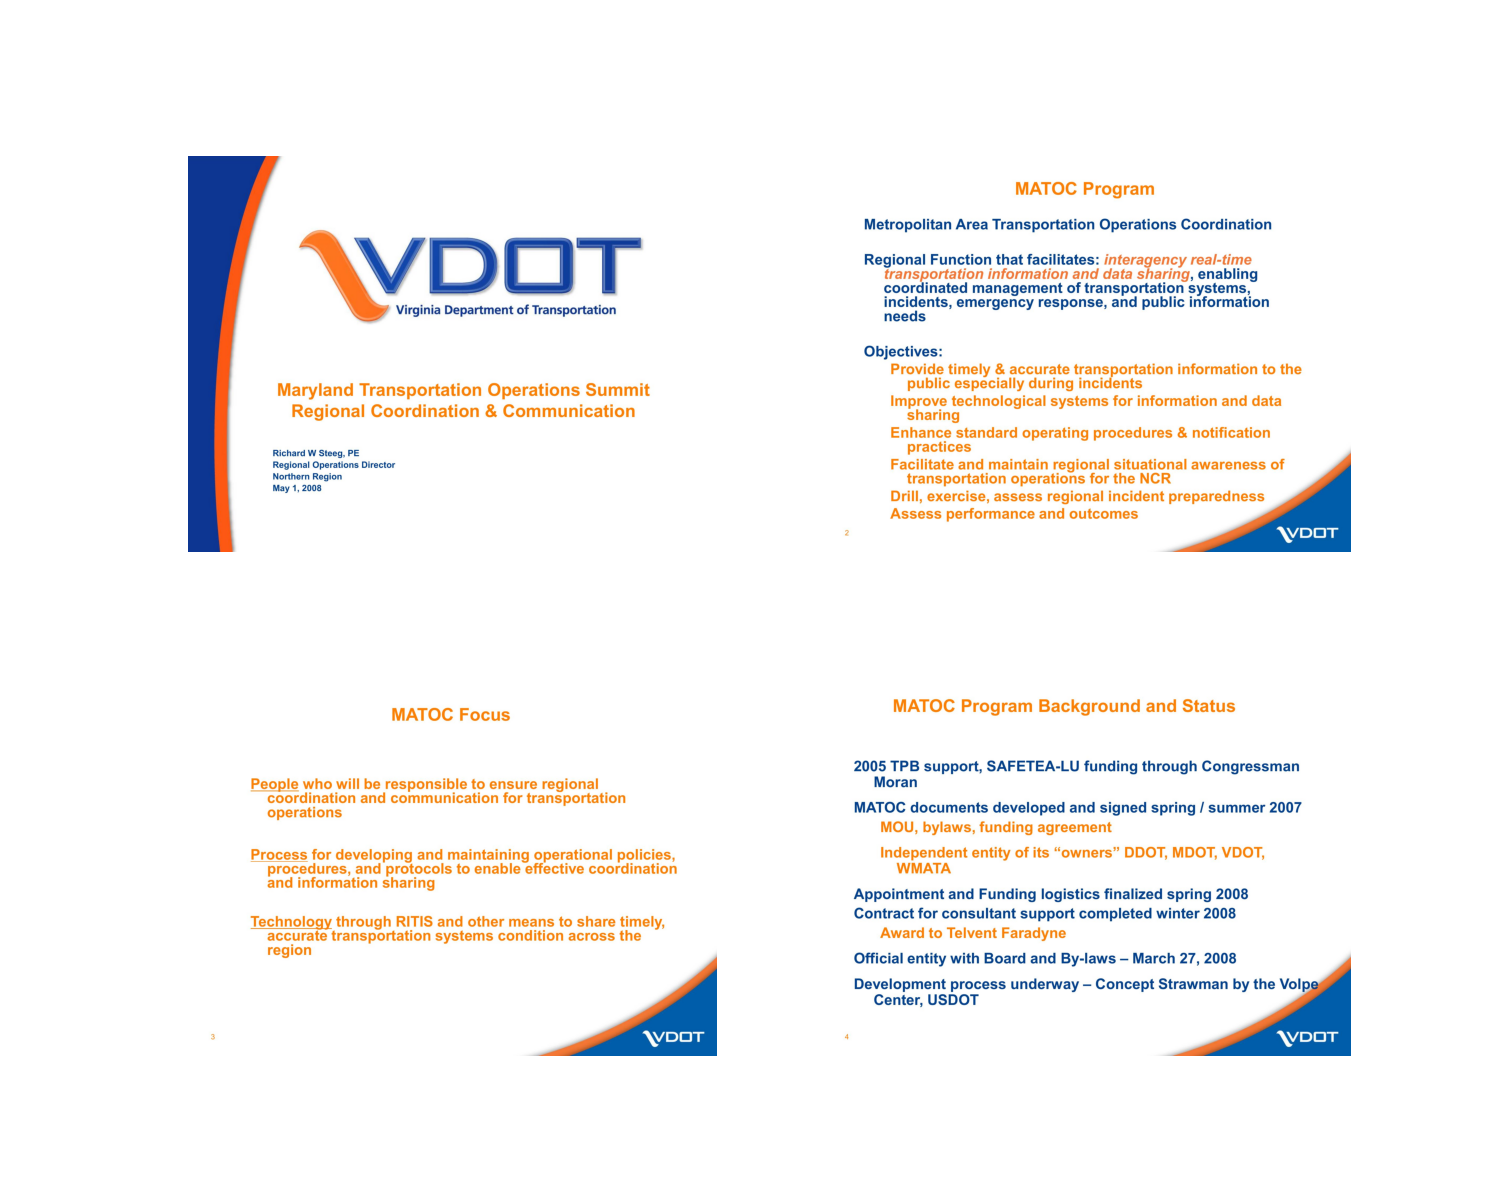 VDOT
Virginia Department of Transportation
Maryland Transportation Operations Summit
Regional Coordination & Communication
Richard W Steeg, PE
Regional Operations Director
Northern Region
May 1, 2008
MATOC Program
Metropolitan Area Transportation Operations Coordination
Regional Function that facilitates: interagency real-time
transportation information and data sharing, enabling
coordinated management of transportation systems,
incidents, emergency response, and public information
needs
Objectives:
Provide timely & accurate transportation information to the
public especially during incidents
Improve technological systems for information and data
sharing
Enhance standard operating procedures & notification
practices
Facilitate and maintain regional situational awareness of
transportation operations for the NCR
Drill, exercise, assess regional incident preparedness
Assess performance and outcomes
2
VDOT
MATOC Focus
People who will be responsible to ensure regional
coordination and communication for transportation
operations
Process for developing and maintaining operational policies,
procedures, and protocols to enable effective coordination
and information sharing
Technology through RITIS and other means to share timely,
accurate transportation systems condition across the
region
3
VDOT
MATOC Program Background and Status
2005 TPB support, SAFETEA-LU funding through Congressman
Moran
MATOC documents developed and signed spring / summer 2007
MOU, bylaws, funding agreement
Independent entity of its “owners” DDOT, MDOT, VDOT,
WMATA
Appointment and Funding logistics finalized spring 2008
Contract for consultant support completed winter 2008
Award to Telvent Faradyne
Official entity with Board and By-laws – March 27, 2008
Development process underway – Concept Strawman by the Volpe
Center, USDOT
4
VDOT